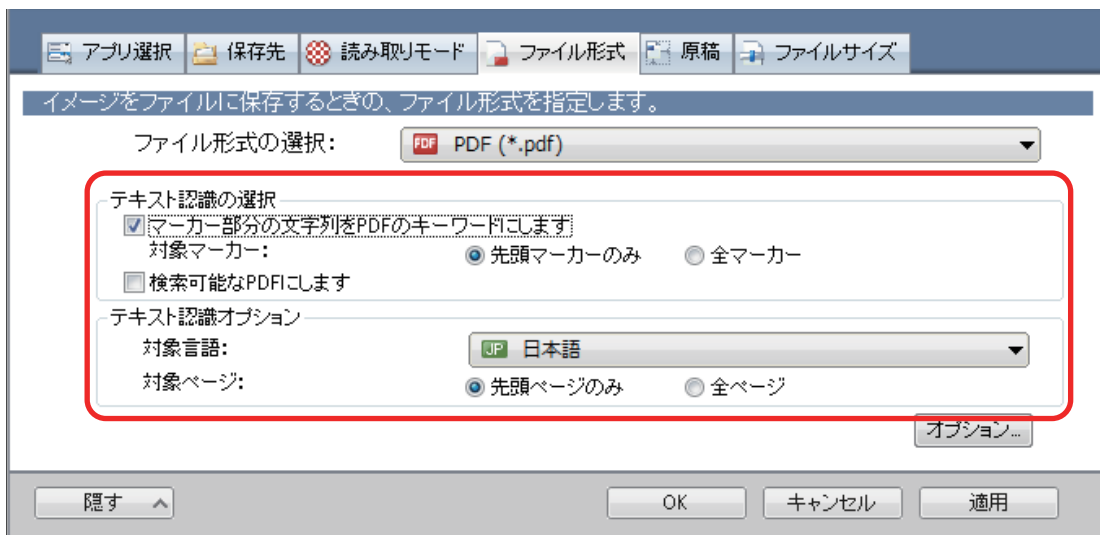 アプリ選択 保存先 読み取りモード ファイル形式 原稿 ファイルサイズ
イメージをファイルに保存するときの、ファイル形式を指定します。
ファイル形式の選択: PDF PDF (*.pdf)
テキスト認識の選択
マーカー部分の文字列をPDFのキーワードにします
対象マーカー: 先頭マーカーのみ 全マーカー
検索可能なPDFにします
テキスト認識オプション
対象言語: JP 日本語
対象ページ: 先頭ページのみ 全ページ
オプション...
隠す OK キャンセル 適用